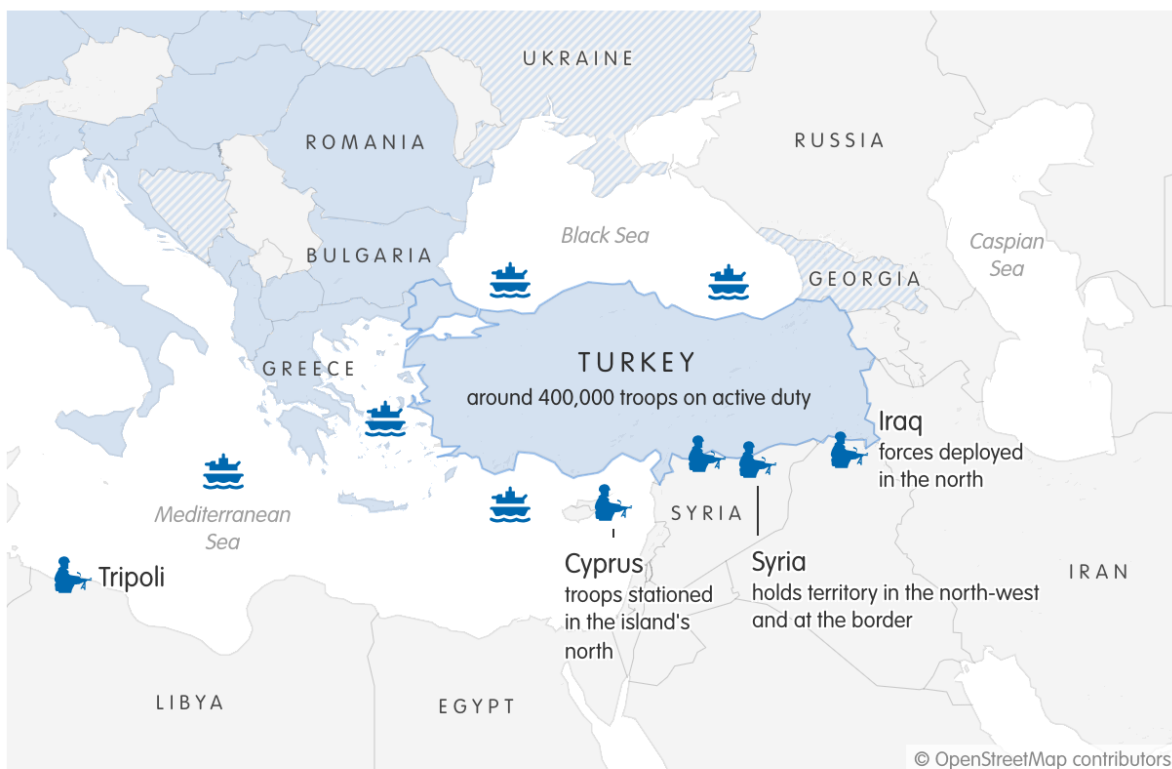 UKRAINE
ROMANIA
RUSSIA
Black Sea
Caspian
Sea
BULGARIA
GEORGIA
TURKEY
around 400,000 troops on active duty
GREECE
Iraq
forces deployed
in the north
Mediterranean
Sea
SYRIA
Tripoli
Cyprus
troops stationed
in the island's
north
Syria
holds territory in the north-west
and at the border
IRAN
LIBYA
EGYPT
© OpenStreetMap contributors